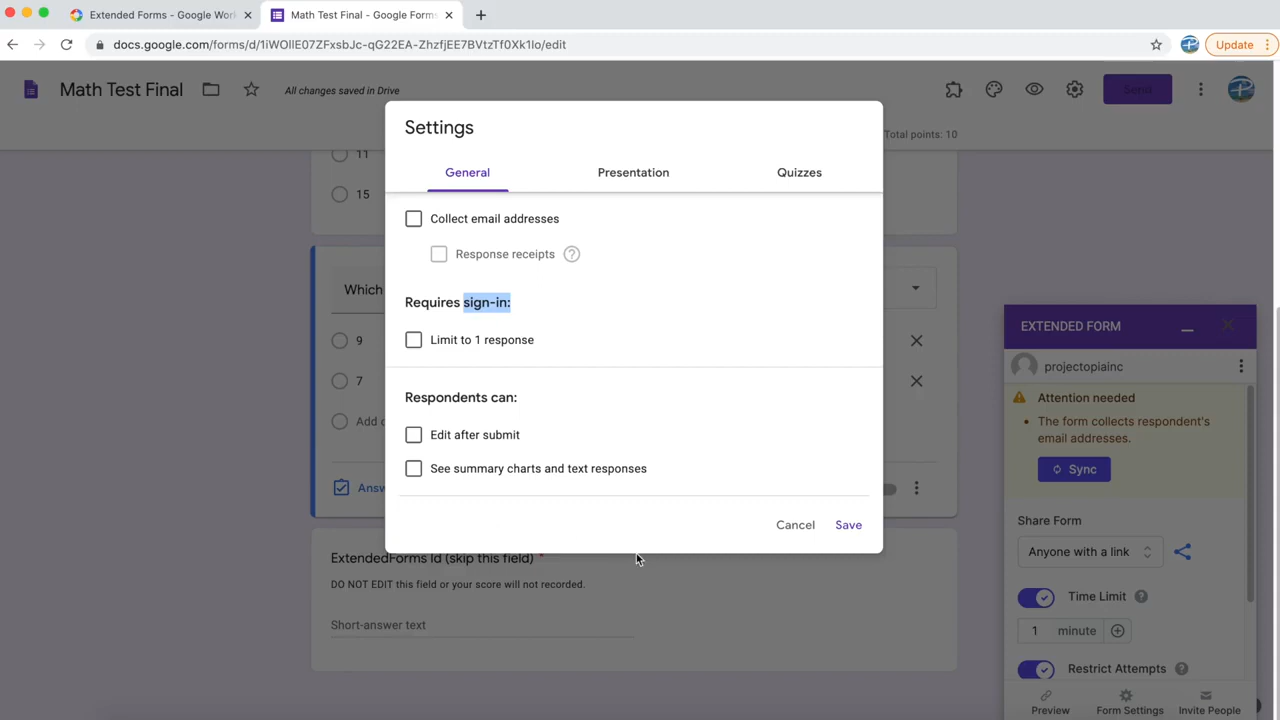 Extended Forms - Google Work
Math Test Final - Google Forms
docs.google.com/forms/d/1iWOllE07ZFxsbJc-qG22EA-ZhzfjEE7BVtzTf0Xk1Io/edit
Update
Math Test Final
All changes saved in Drive
Send
Total points: 10
11
15
Which
9
7
Add
Answ
Settings
General
Presentation
Quizzes
Collect email addresses
Response receipts
Requires sign-in:
Limit to 1 response
Respondents can:
Edit after submit
See summary charts and text responses
Cancel
Save
ExtendedForms Id (skip this field) *
DO NOT EDIT this field or your score will not recorded.
Short-answer text
EXTENDED FORM
projectopiainc
Attention needed
The form collects respondent's
email addresses.
Sync
Share Form
Anyone with a link
Time Limit
1 minute
Restrict Attempts
Preview
Form Settings
Invite People